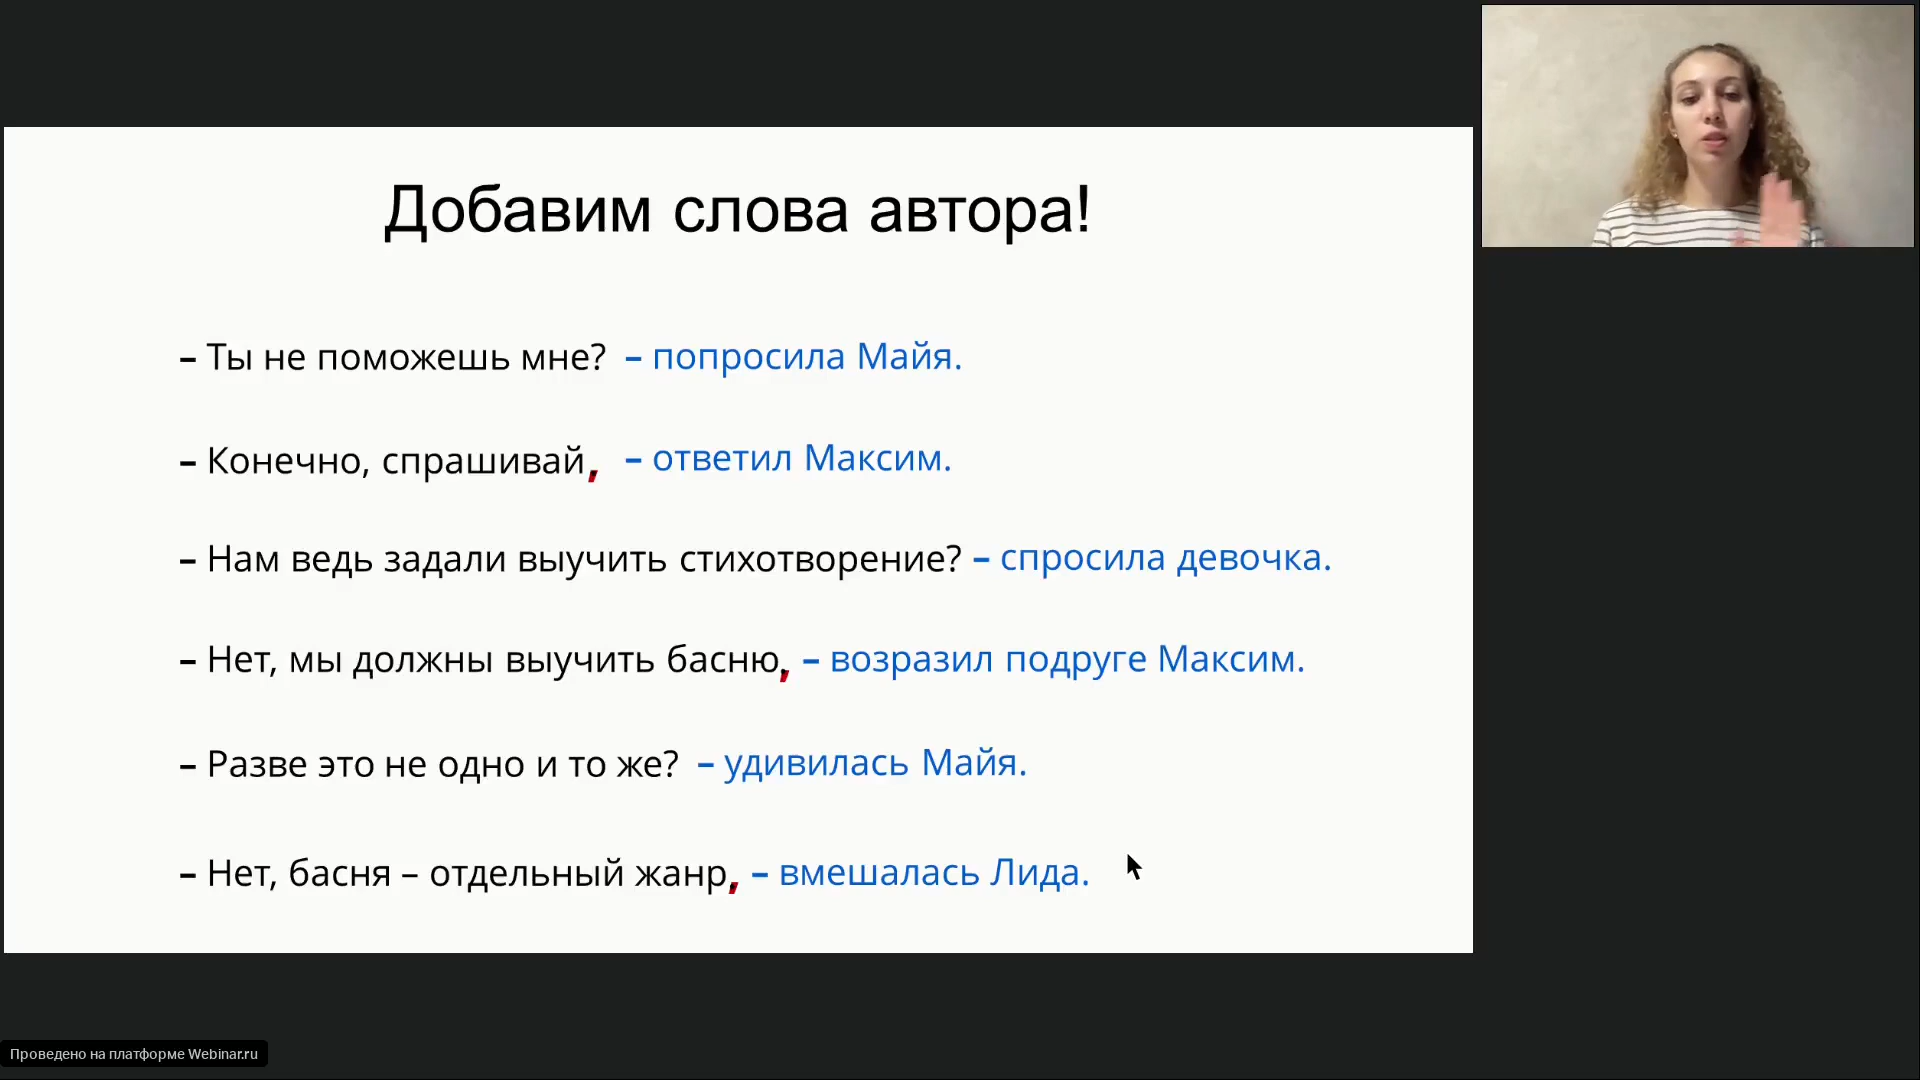 Добавим слова автора!
– Ты не поможешь мне? – попросила Майя.
– Конечно, спрашивай, – ответил Максим.
– Нам ведь задали выучить стихотворение? – спросила девочка.
– Нет, мы должны выучить басню, – возразил подруге Максим.
– Разве это не одно и то же? – удивилась Майя.
– Нет, басня – отдельный жанр, – вмешалась Лида.
Проведено на платформе Webinar.ru